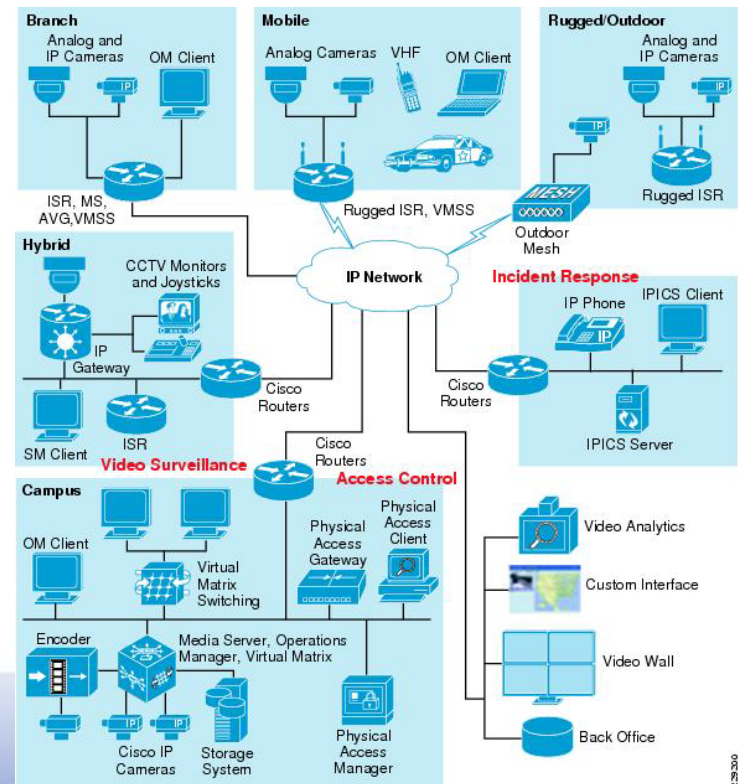 Branch
Analog and
IP Cameras
OM Client
IP
ISR, MS,
AVG,VMSS
Mobile
Analog Cameras
VHF
OM Client
IP
Rugged ISR, VMSS
Rugged/Outdoor
Analog and
IP Cameras
IP
IP
Rugged ISR
MESH
Outdoor
Mesh
IP Network
Hybrid
CCTV Monitors
and Joysticks
IP
Gateway
Cisco
Routers
SM Client
ISR
Video Surveillance
Incident Response
IP Phone
IPICS Client
IP
Cisco
Routers
IPICS Server
Cisco
Routers
Access Control
Campus
OM Client
Virtual
Matrix
Switching
Physical
Access
Gateway
Physical
Access
Client
Encoder
Media Server, Operations
Manager, Virtual Matrix
IP
IP
Cisco IP
Cameras
Storage
System
Physical
Access
Manager
Video Analytics
Custom Interface
Video Wall
Back Office